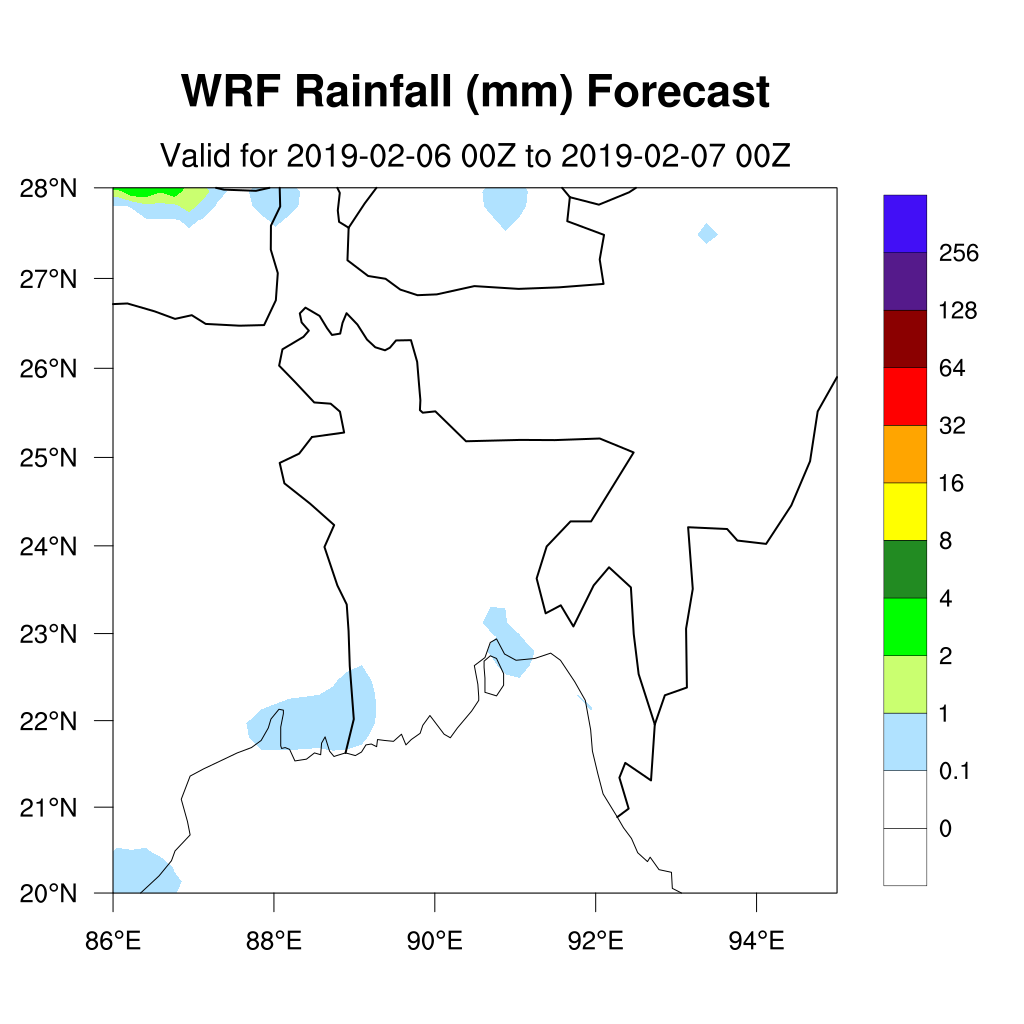 WRF Rainfall (mm) Forecast
Valid for 2019-02-06 00Z to 2019-02-07 00Z
28°N
27°N
26°N
25°N
24°N
23°N
22°N
21°N
20°N
86°E 88°E 90°E 92°E 94°E
256
128
64
32
16
8
4
2
1
0.1
0